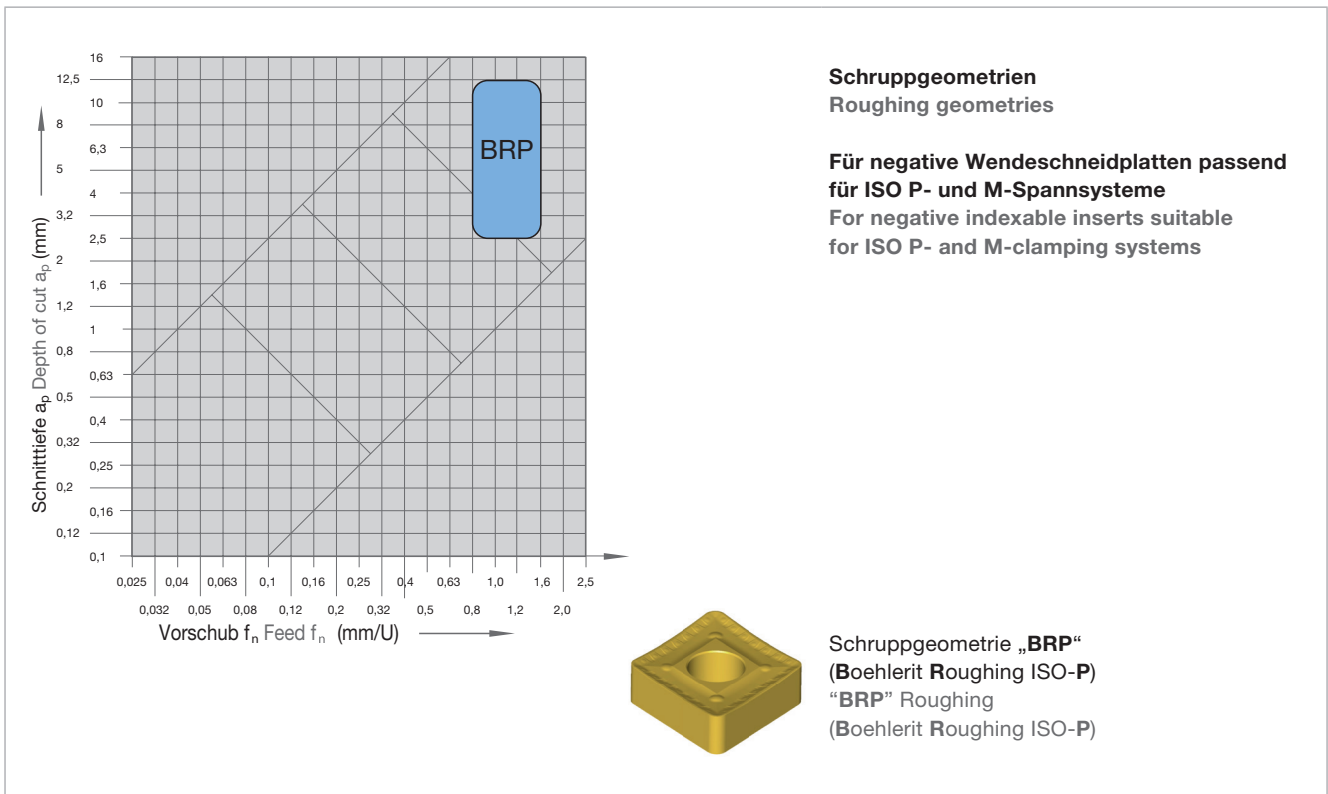 16
12,5
10
8
6,3
5
4
3,2
2,5
2
1,6
1,2
1
0,8
0,63
0,5
0,4
0,32
0,25
0,2
0,16
0,12
0,1
Schnitttiefe ap Depth of cut ap (mm)
BRP
0,025 0,04 0,063 0,1 0,16 0,25 0,4 0,63 1,0 1,6 2,5
0,032 0,05 0,08 0,12 0,2 0,32 0,5 0,8 1,2 2,0
Vorschub fn Feed fn (mm/U)
Schruppgeometrien
Roughing geometries
Für negative Wendeschneidplatten passend
für ISO P- und M-Spannsysteme
For negative indexable inserts suitable
for ISO P- and M-clamping systems
Schruppgeometrie „BRP“
(Boehlerit Roughing ISO-P)
“BRP” Roughing
(Boehlerit Roughing ISO-P)